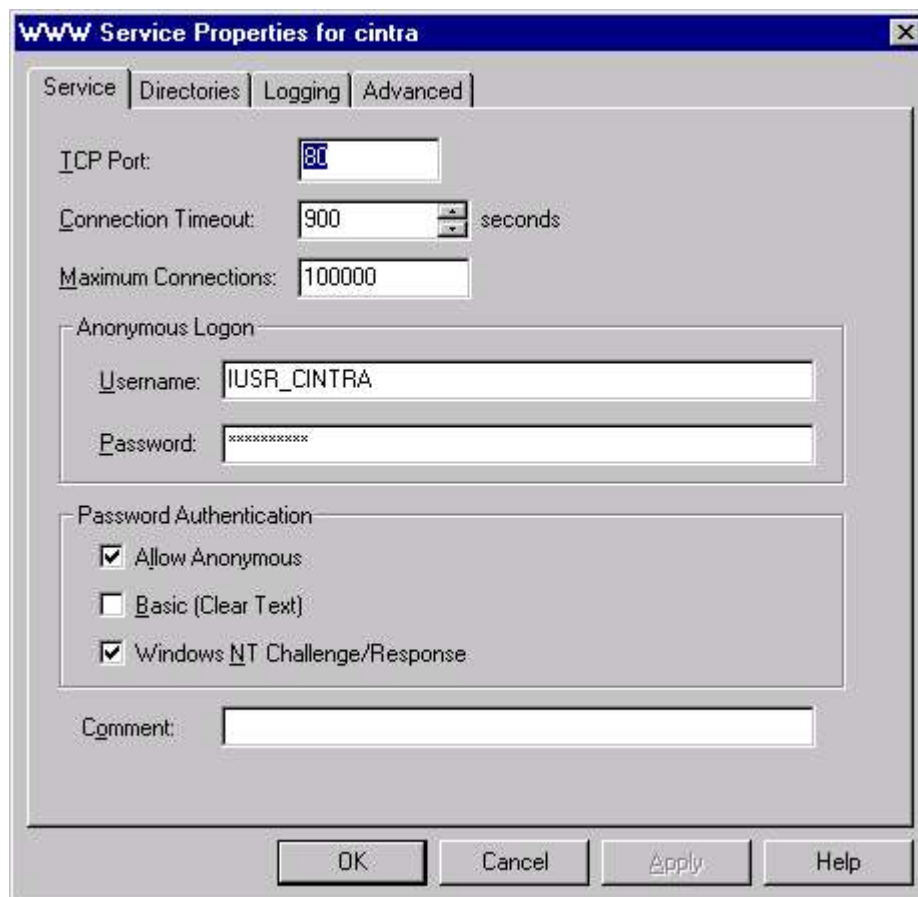 WWW Service Properties for cintra
Service Directories Logging Advanced
TCP Port: 80
Connection Timeout: 900 seconds
Maximum Connections: 100000
Anonymous Logon
Username: IUSR_CINTRA
Password: **********
Password Authentication
Allow Anonymous
Basic (Clear Text)
Windows NT Challenge/Response
Comment:
OK Cancel Apply Help